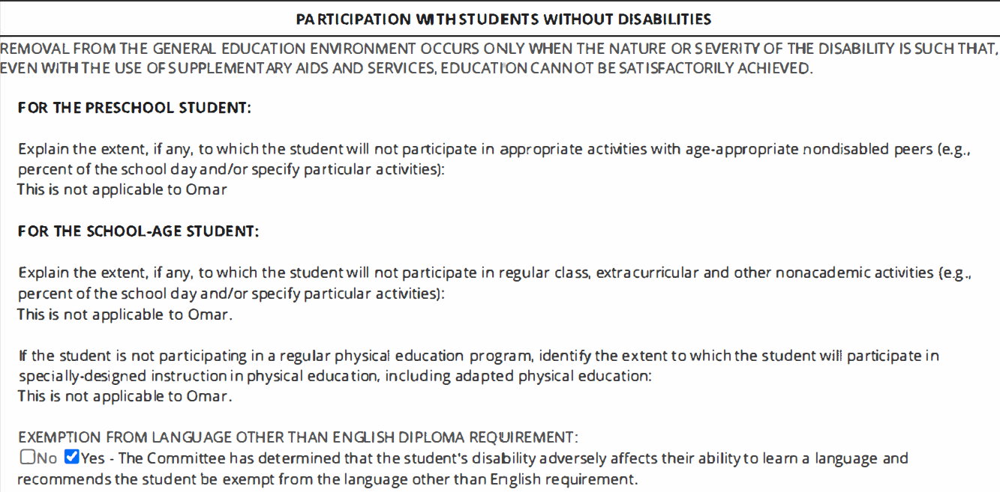 PARTICIPATION WITH STUDENTS WITHOUT DISABILITIES
REMOVAL FROM THE GENERAL EDUCATION ENVIRONMENT OCCURS ONLY WHEN THE NATURE OR SEVERITY OF THE DISABILITY IS SUCH THAT,
EVEN WITH THE USE OF SUPPLEMENTARY AIDS AND SERVICES, EDUCATION CANNOT BE SATISFACTORILY ACHIEVED.
FOR THE PRESCHOOL STUDENT:
Explain the extent, if any, to which the student will not participate in appropriate activities with age-appropriate nondisabled peers (e.g.,
percent of the school day and/or specify particular activities):
This is not applicable to Omar
FOR THE SCHOOL-AGE STUDENT:
Explain the extent, if any, to which the student will not participate in regular class, extracurricular and other nonacademic activities (e.g.,
percent of the school day and/or specify particular activities):
This is not applicable to Omar.
If the student is not participating in a regular physical education program, identify the extent to which the student will participate in
specially-designed instruction in physical education, including adapted physical education:
This is not applicable to Omar.
EXEMPTION FROM LANGUAGE OTHER THAN ENGLISH DIPLOMA REQUIREMENT:
No Yes - The Committee has determined that the student's disability adversely affects their ability to learn a language and
recommends the student be exempt from the language other than English requirement.